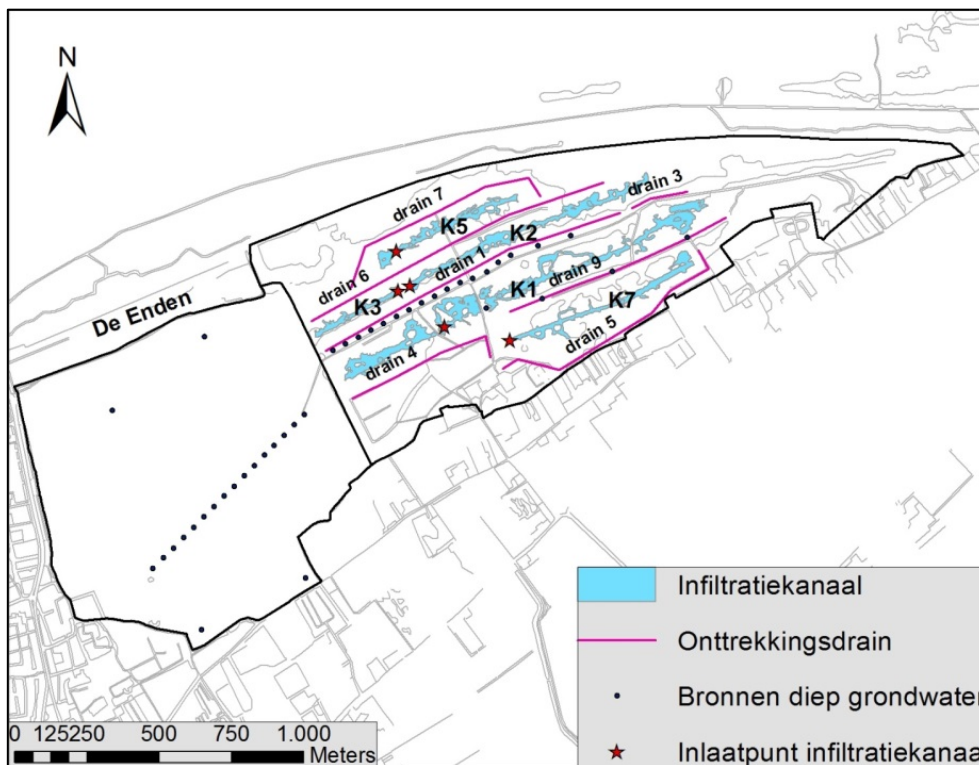 N
drain 7
drain 3
K5
K2
drain 6
drain 1
drain 9
K3
K1
K7
De Enden
drain 5
drain 4
Infiltratiekanaal
Onttrekkingsdrain
Bronnen diep grondwater
Inlaatpunt infiltratiekanaal
0 125250 500 750 1.000
Meters